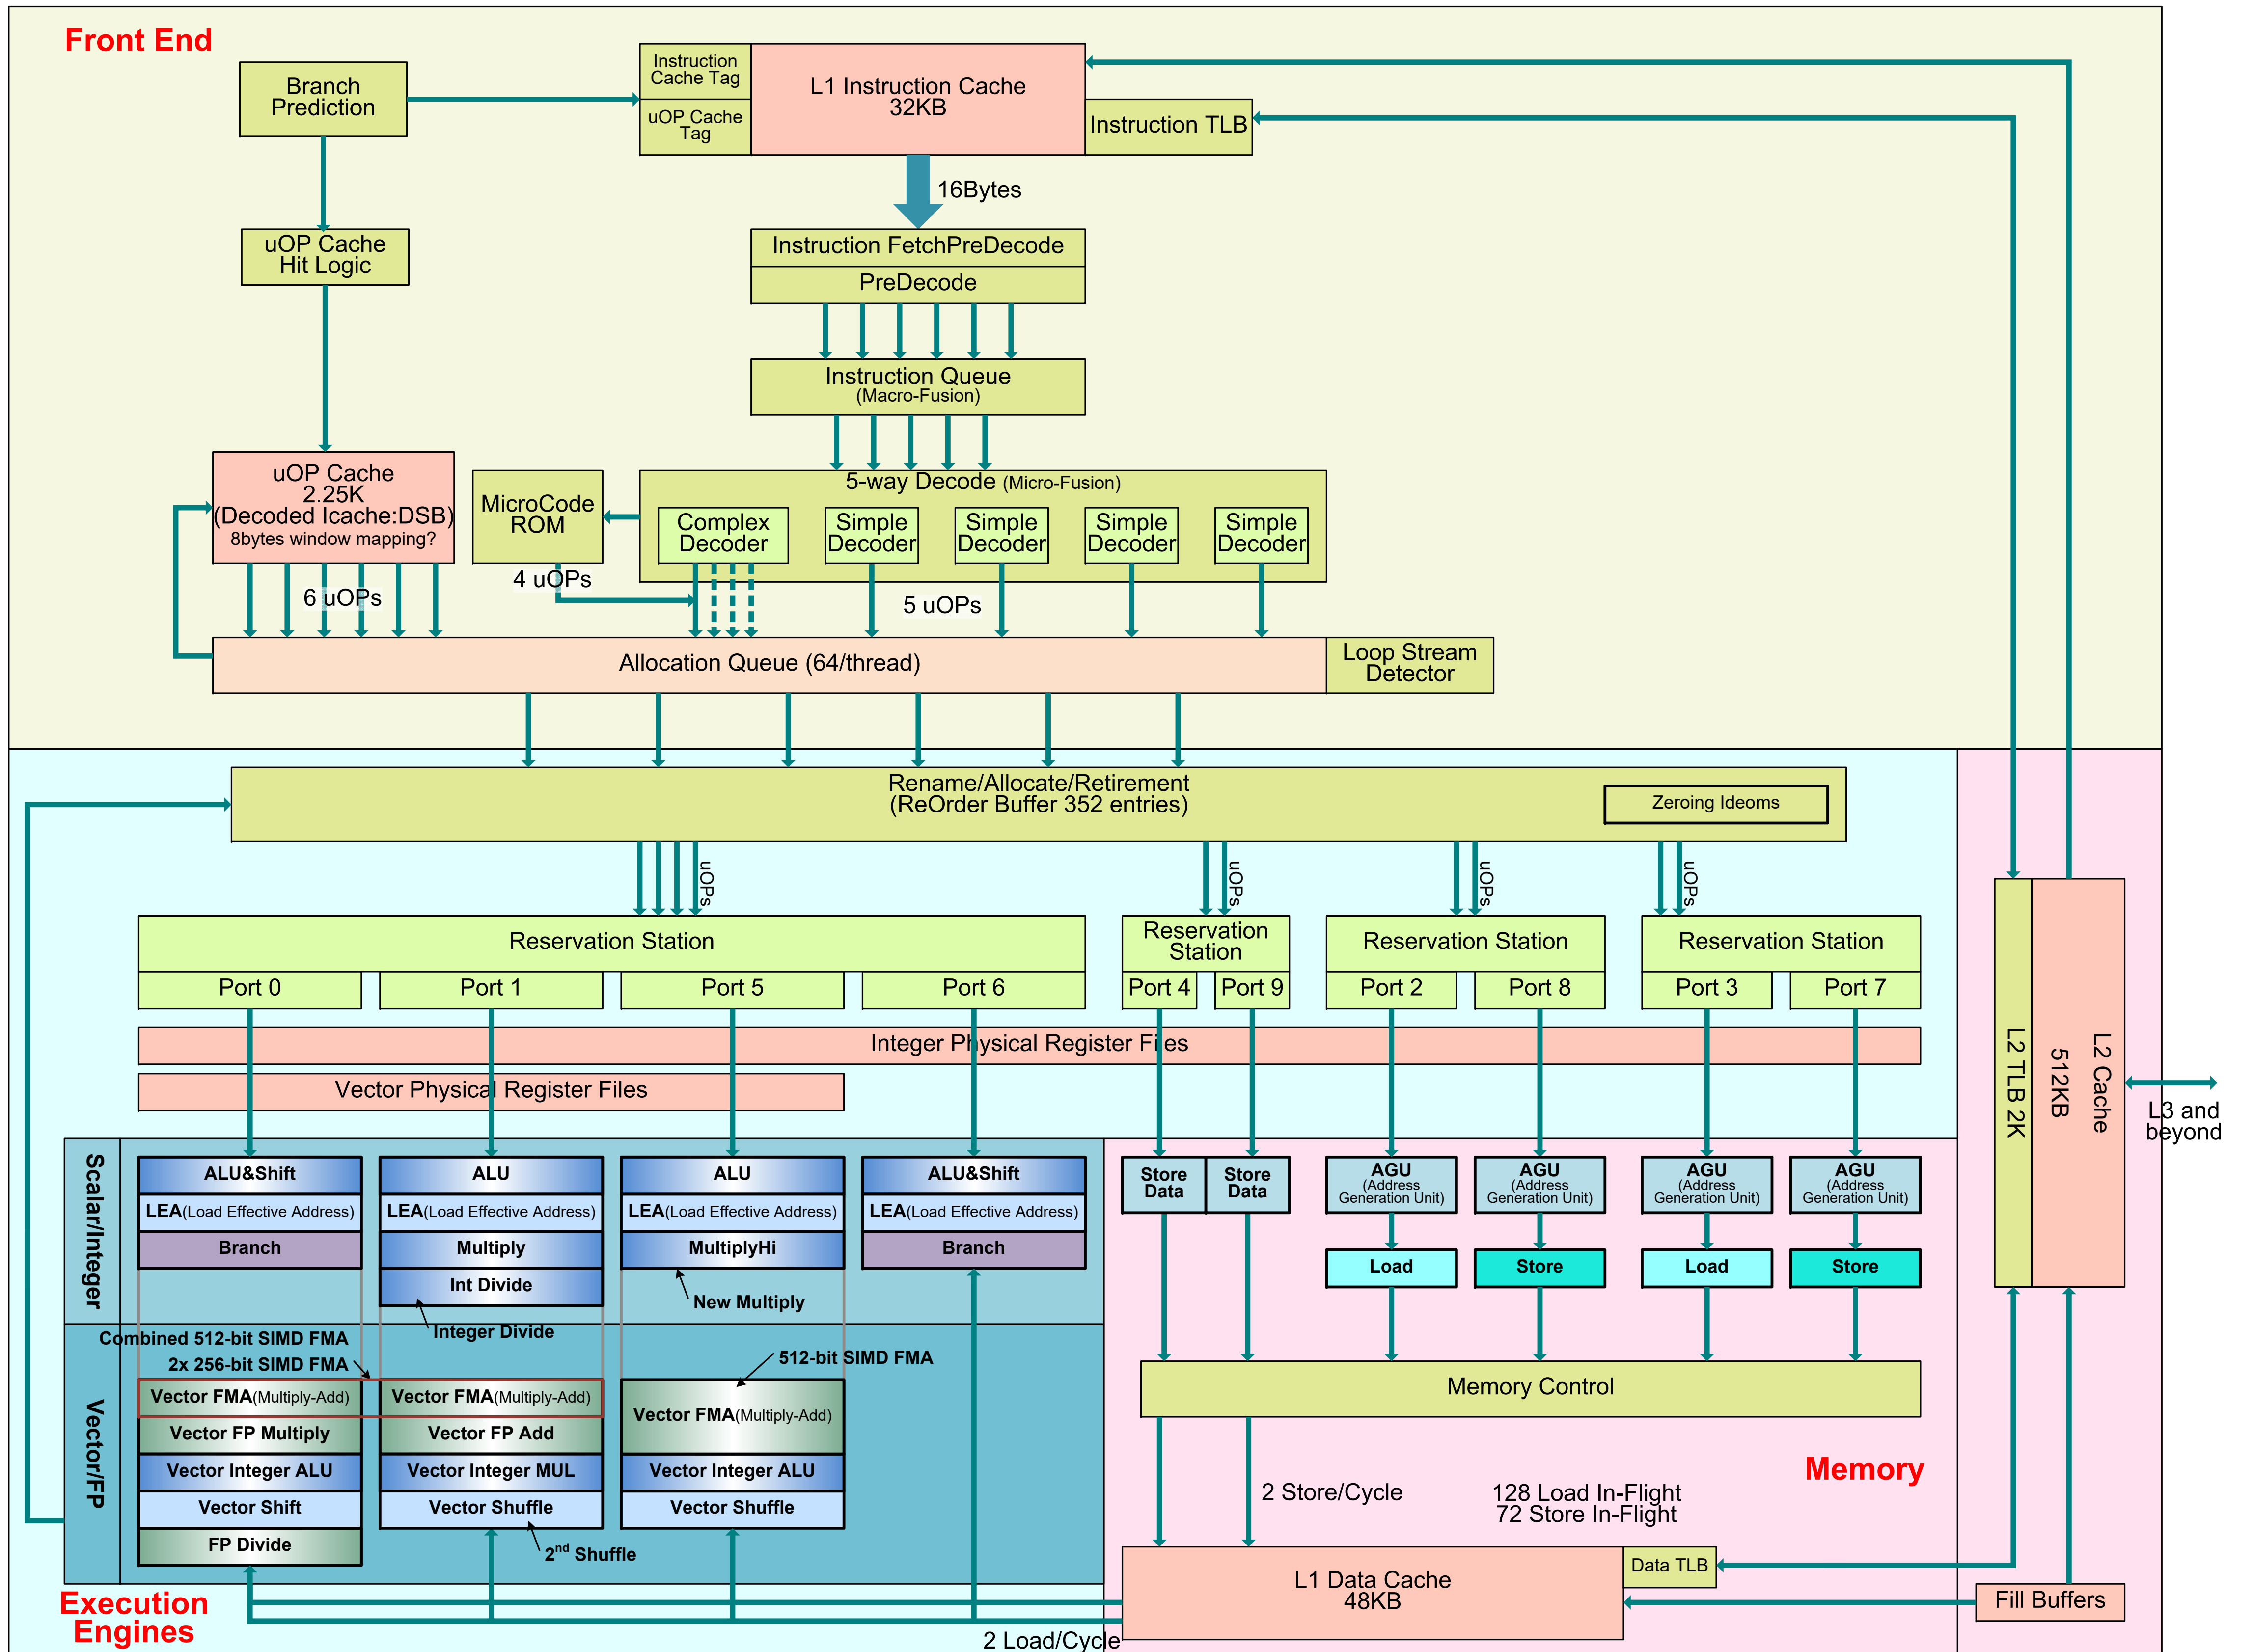 Front End
Branch
Prediction
Instruction
Cache Tag
uOP Cache
Tag
L1 Instruction Cache
32KB
Instruction TLB
16Bytes
uOP Cache
Hit Logic
Instruction FetchPreDecode
PreDecode
Instruction Queue
(Macro-Fusion)
uOP Cache
2.25K
(Decoded Icache:DSB)
8bytes window mapping?
MicroCode
ROM
5-way Decode (Micro-Fusion)
Complex
Decoder
Simple
Decoder
Simple
Decoder
Simple
Decoder
Simple
Decoder
6 uOPs
4 uOPs
5 uOPs
Allocation Queue (64/thread)
Loop Stream
Detector
Rename/Allocate/Retirement
(ReOrder Buffer 352 entries)
Zeroing Ideoms
uOPs
uOPs
uOPs
uOPs
Reservation Station
Reservation
Station
Reservation Station
Reservation Station
Port 0
Port 1
Port 5
Port 6
Port 4
Port 9
Port 2
Port 8
Port 3
Port 7
Integer Physical Register Files
Vector Physical Register Files
L2 TLB 2K
L2 Cache
512KB
L3 and
beyond
Scalar/Integer
ALU&Shift
LEA(Load Effective Address)
Branch
ALU
LEA(Load Effective Address)
Multiply
Int Divide
ALU
LEA(Load Effective Address)
MultiplyHi
ALU&Shift
LEA(Load Effective Address)
Branch
New Multiply
Integer Divide
Store
Data
Store
Data
AGU
(Address
Generation Unit)
AGU
(Address
Generation Unit)
AGU
(Address
Generation Unit)
AGU
(Address
Generation Unit)
Load
Store
Load
Store
Vector/FP
Combined 512-bit SIMD FMA
2x 256-bit SIMD FMA
512-bit SIMD FMA
Vector FMA(Multiply-Add)
Vector FP Multiply
Vector Integer ALU
Vector Shift
FP Divide
Vector FMA(Multiply-Add)
Vector FP Add
Vector Integer MUL
Vector Shuffle
Vector FMA(Multiply-Add)
Vector Integer ALU
Vector Shuffle
2nd Shuffle
Memory Control
Memory
2 Store/Cycle
128 Load In-Flight
72 Store In-Flight
L1 Data Cache
48KB
Data TLB
Fill Buffers
Execution
Engines
2 Load/Cycle